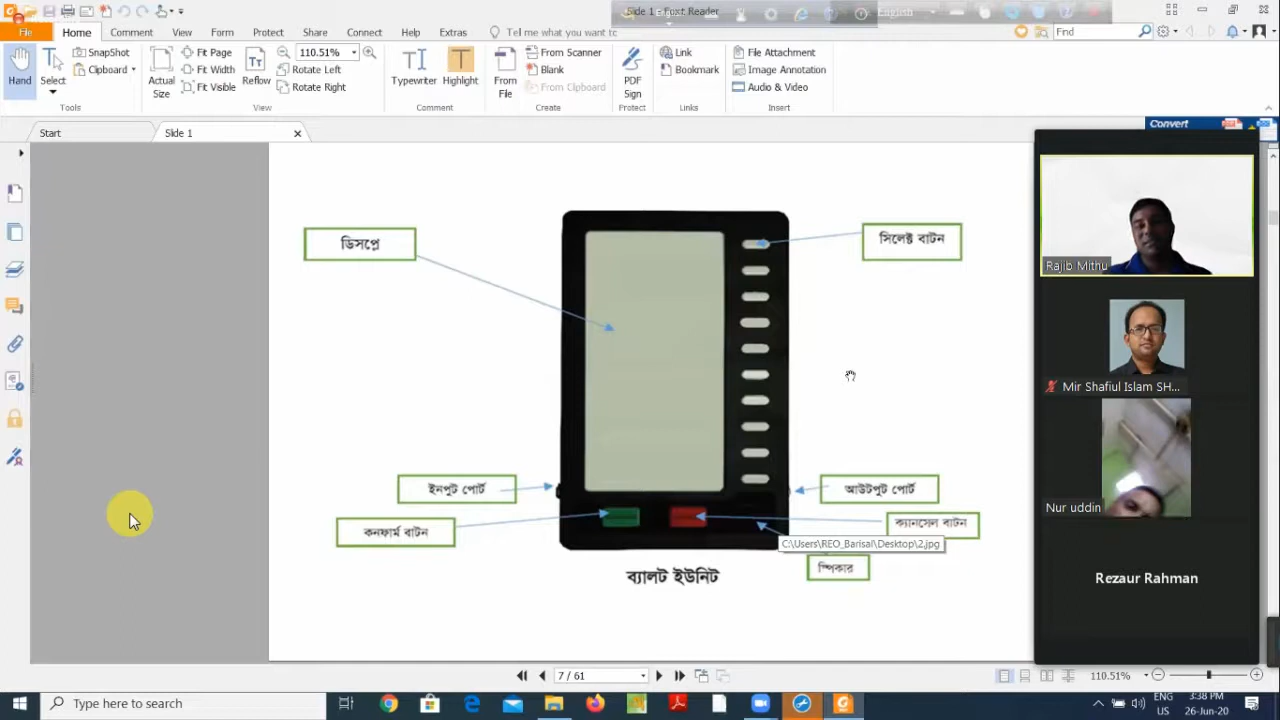 Slide 1 - Foxit Reader
English
File
Home
Comment
View
Form
Protect
Share
Connect
Help
Extras
Tell me what you want to
Find
Hand
Select
SnapShot
Clipboard
Tools
Actual
Size
Fit Page
Fit Width
Fit Visible
Reflow
110.51%
Rotate Left
Rotate Right
View
Typewriter
Highlight
Comment
From
File
From Scanner
Blank
From Clipboard
Create
PDF
Sign
Protect
Link
Bookmark
Links
File Attachment
Image Annotation
Audio & Video
Insert
Start
Slide 1
Convert
ডিসপ্লে
সিলেক্ট বাটন
ইনপুট পোর্ট
আউটপুট পোর্ট
কনফার্ম বাটন
ক্যানসেল বাটন
C:\Users\REO_Barisal\Desktop\2.jpg
স্পিকার
ব্যালট ইউনিট
Rajib Mithu
Mir Shafiul Islam SH...
Nur uddin
Rezaur Rahman
7 / 61
110.51%
Type here to search
ENG
US
3:38 PM
26-Jun-20